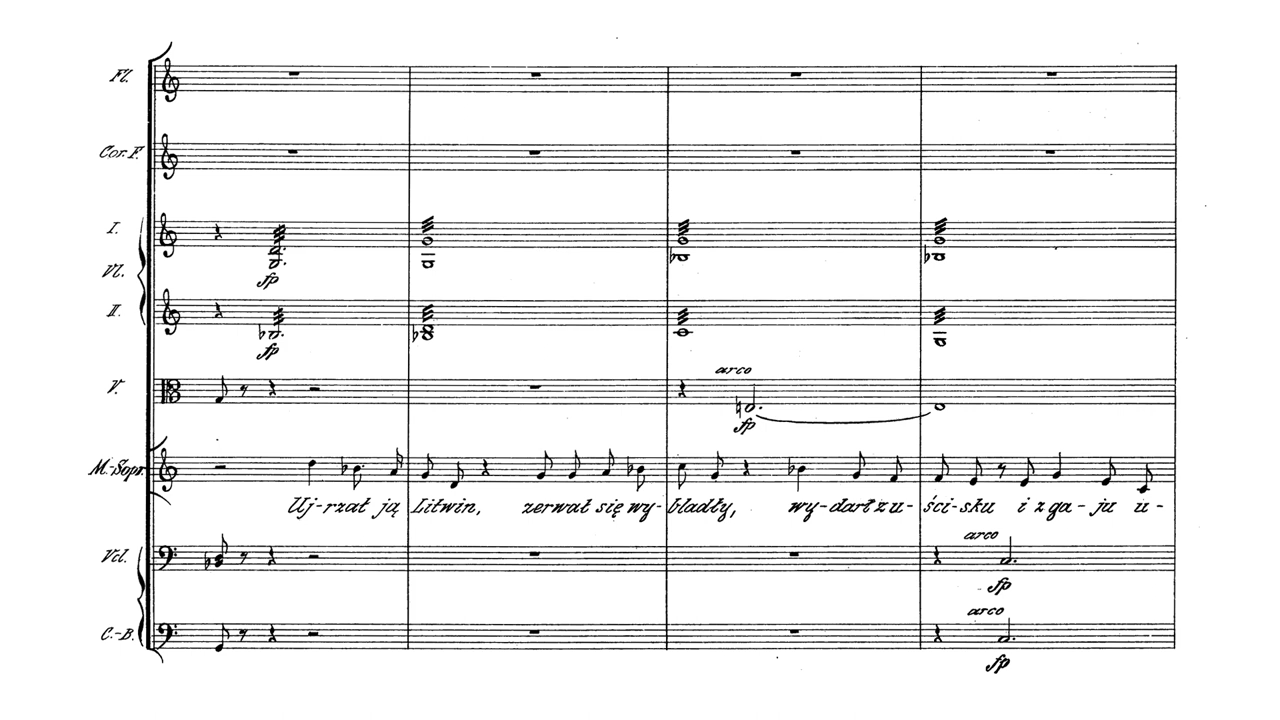 Fl.
Cor. F.
I.
Vl.
fp
II.
fp
V.
arco
fp
M.-Sopr.
Uj-rzał ją Litwin, zerwał się wy-bladły, wy-darł z u-ści-sku i z ga-ju u-
Vcl.
arco
fp
C.-B.
arco
fp